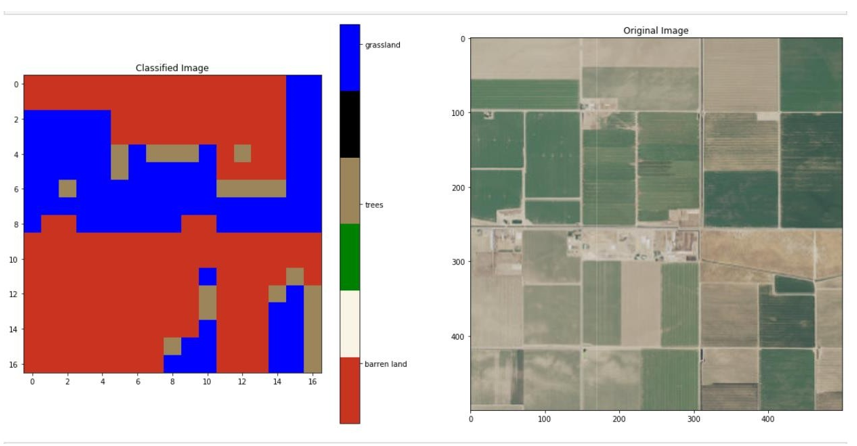 Classified Image
0
2
4
6
8
10
12
14
16
0 2 4 6 8 10 12 14 16
grassland
trees
barren land
Original Image
0
100
200
300
400
0 100 200 300 400